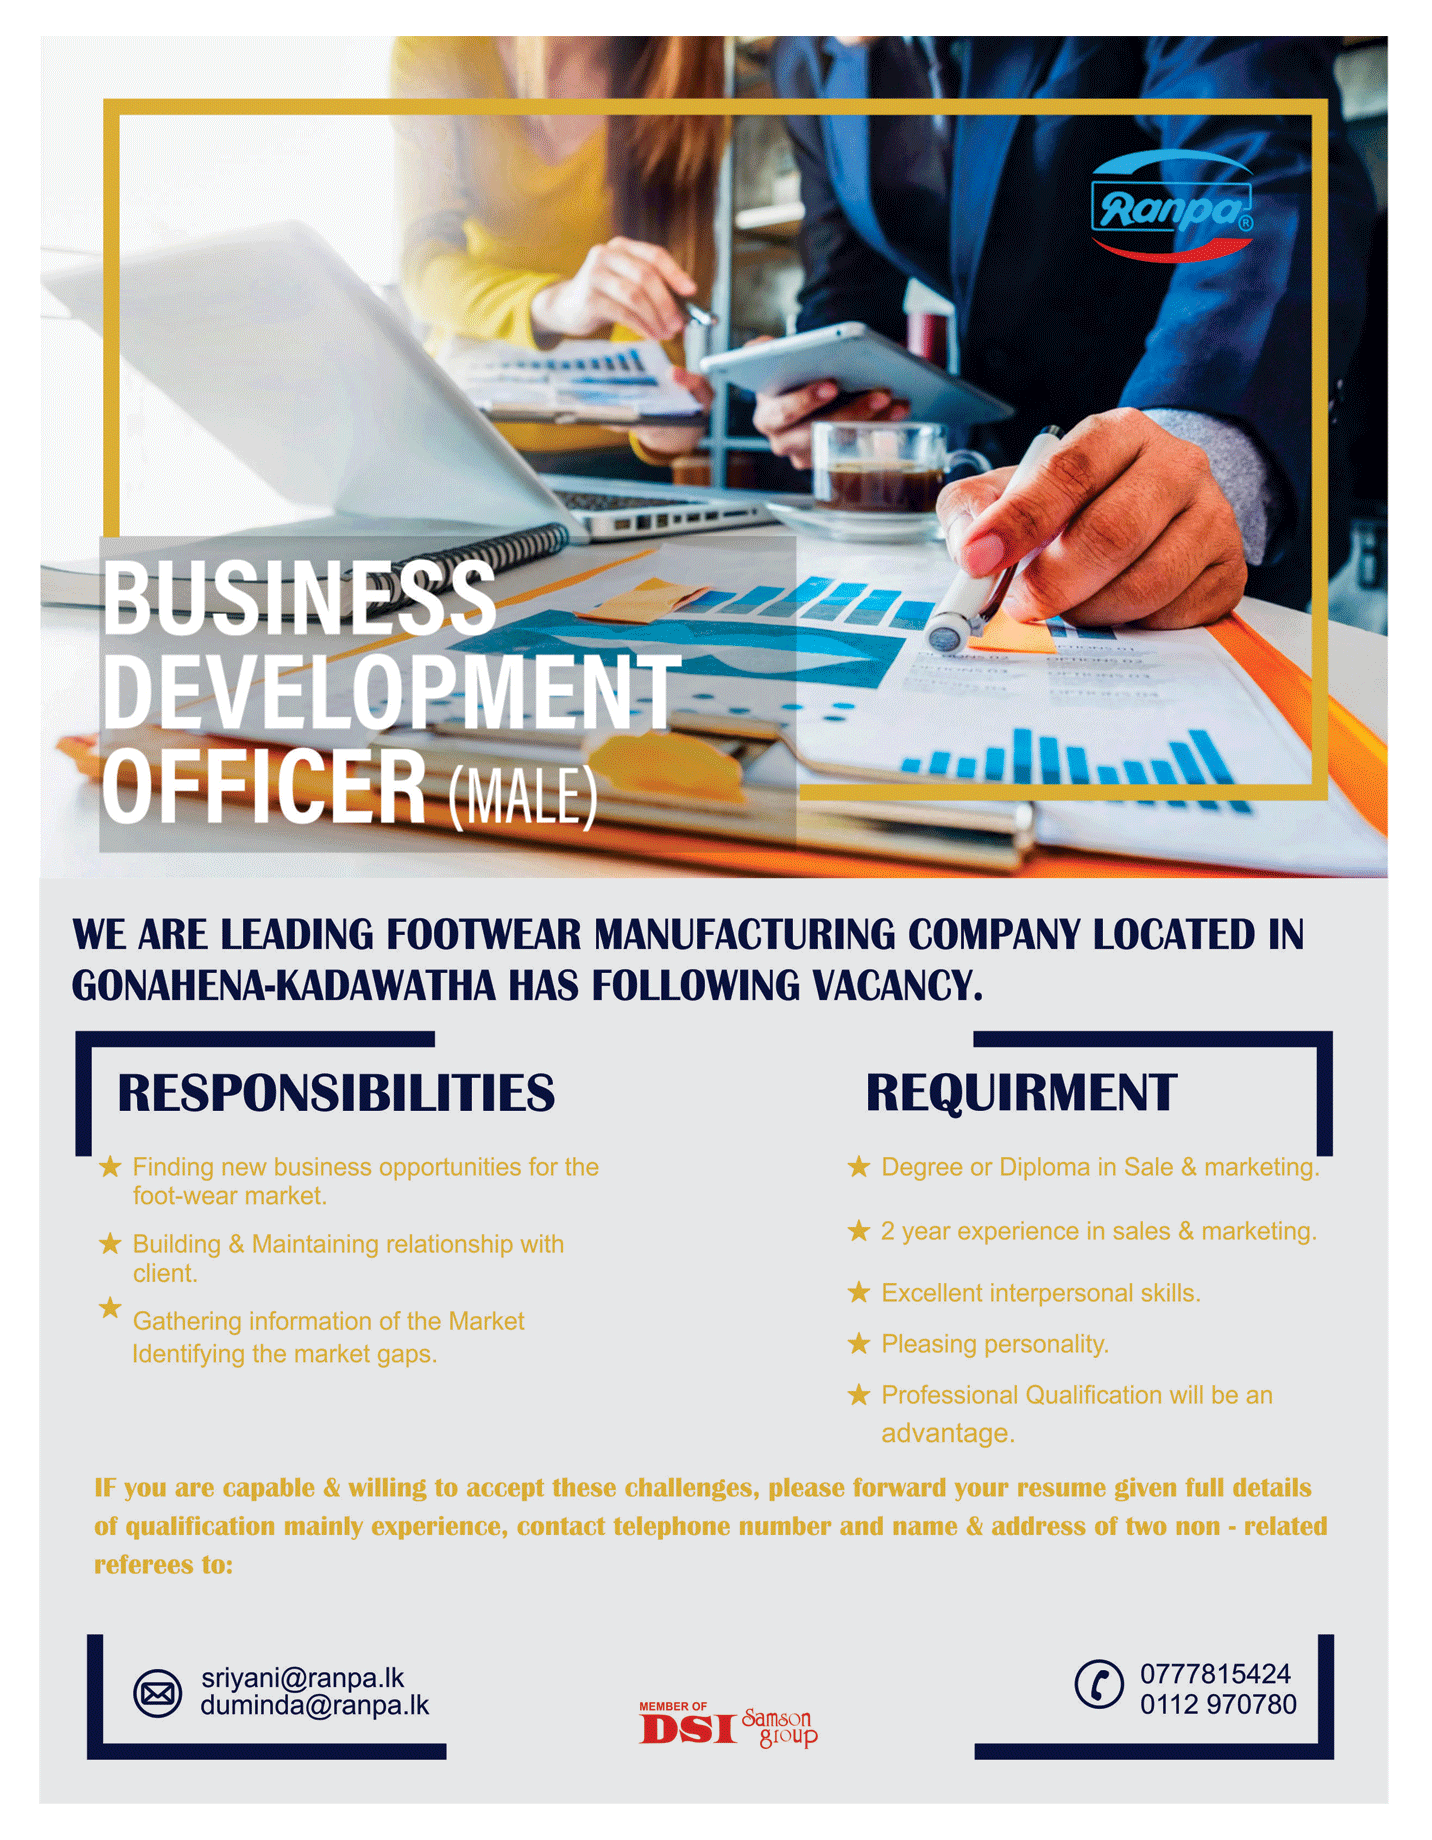 Ranpa®
BUSINESS
DEVELOPMENT
OFFICER (MALE)
WE ARE LEADING FOOTWEAR MANUFACTURING COMPANY LOCATED IN
GONAHENA-KADAWATHA HAS FOLLOWING VACANCY.
RESPONSIBILITIES
Finding new business opportunities for the
foot-wear market.
Building & Maintaining relationship with
client.
Gathering information of the Market
Identifying the market gaps.
REQUIRMENT
Degree or Diploma in Sale & marketing.
2 year experience in sales & marketing.
Excellent interpersonal skills.
Pleasing personality.
Professional Qualification will be an
advantage.
IF you are capable & willing to accept these challenges, please forward your resume given full details
of qualification mainly experience, contact telephone number and name & address of two non - related
referees to:
sriyani@ranpa.lk
duminda@ranpa.lk
MEMBER OF
DSI Samson
group
0777815424
0112 970780